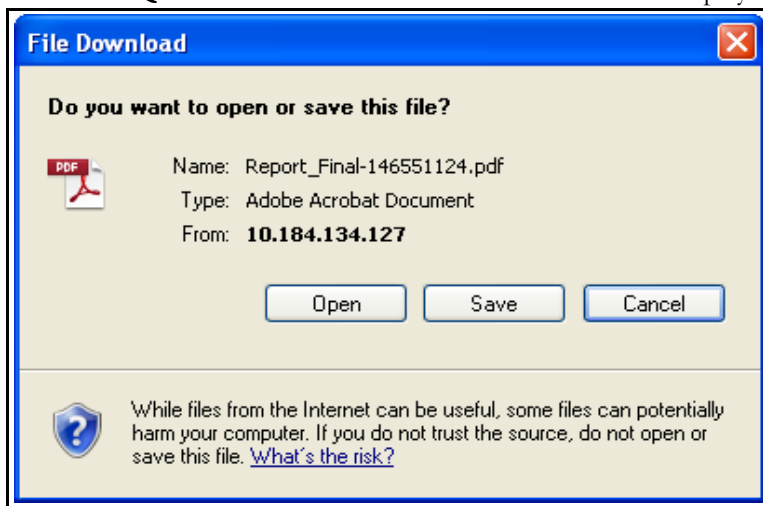 File Download
Do you want to open or save this file?
PDF
Name: Report_Final-146551124.pdf
Type: Adobe Acrobat Document
From: 10.184.134.127
Open Save Cancel
While files from the Internet can be useful, some files can potentially
harm your computer. If you do not trust the source, do not open or
save this file. What's the risk?